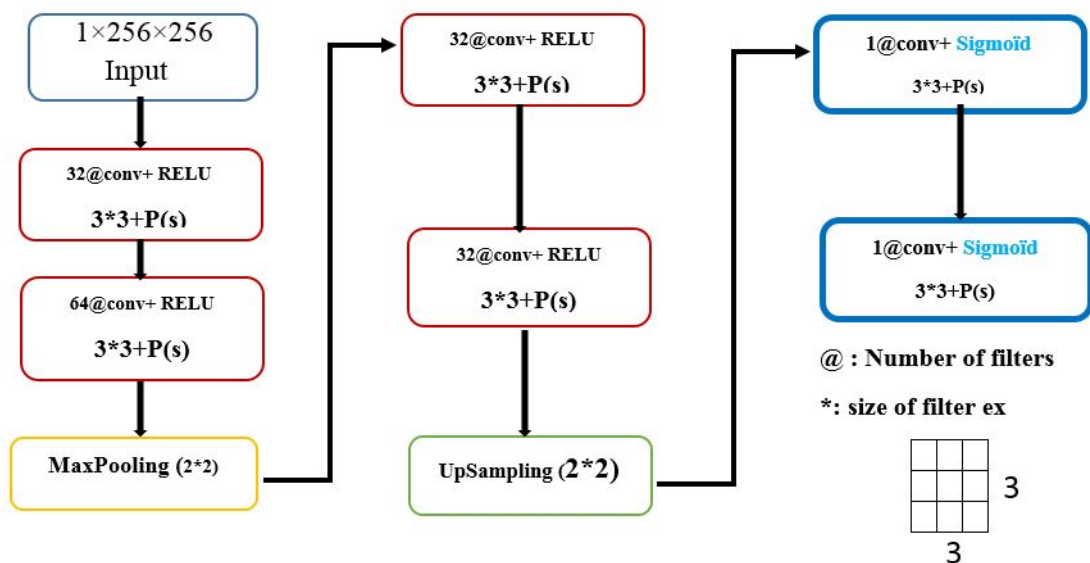 1×256×256
Input
32@conv+ RELU
3*3+P(s)
64@conv+ RELU
3*3+P(s)
MaxPooling (2*2)
32@conv+ RELU
3*3+P(s)
32@conv+ RELU
3*3+P(s)
UpSampling (2*2)
1@conv+ Sigmoïd
3*3+P(s)
1@conv+ Sigmoïd
3*3+P(s)
@ : Number of filters
*: size of filter ex
3
3